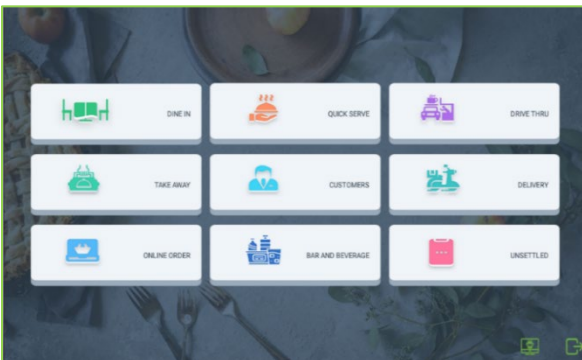 DINE IN
QUICK SERVE
DRIVE THRU
TAKE AWAY
CUSTOMERS
DELIVERY
ONLINE ORDER
BAR AND BEVERAGE
UNSETTLED